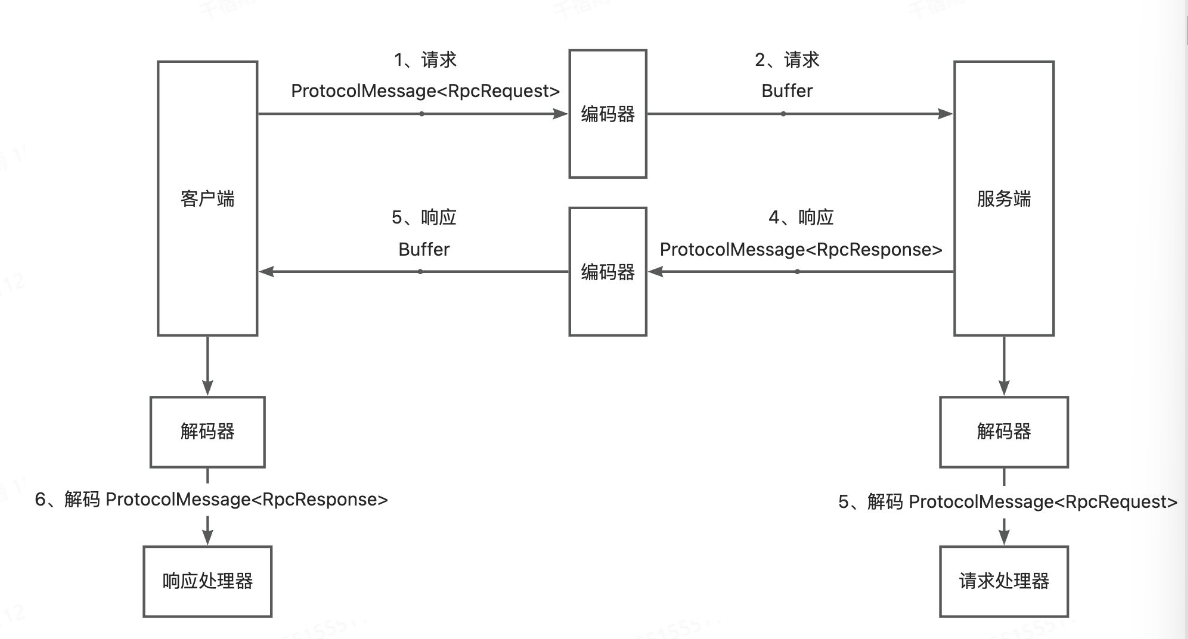 1、请求
ProtocolMessage<RpcRequest>
编码器
2、请求
Buffer
客户端
服务端
5、响应
Buffer
编码器
4、响应
ProtocolMessage<RpcResponse>
解码器
解码器
6、解码 ProtocolMessage<RpcResponse>
5、解码 ProtocolMessage<RpcRequest>
响应处理器
请求处理器